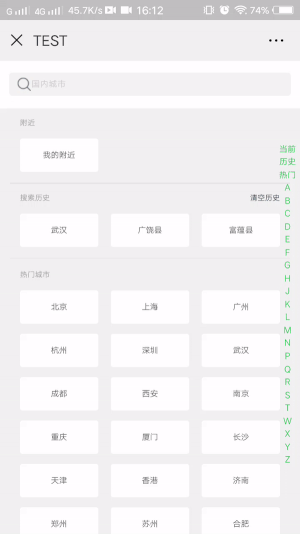 G 4G 45.7K/s 16:12 74%
TEST
国内城市
附近
我的附近
搜索历史 清空历史
武汉 广饶县 富蕴县
热门城市
北京 上海 广州
杭州 深圳 武汉
成都 西安 南京
重庆 厦门 长沙
天津 香港 济南
郑州 苏州 合肥
当前
历史
热门
A
B
C
D
E
F
G
H
J
K
L
M
N
P
Q
R
S
T
W
X
Y
Z